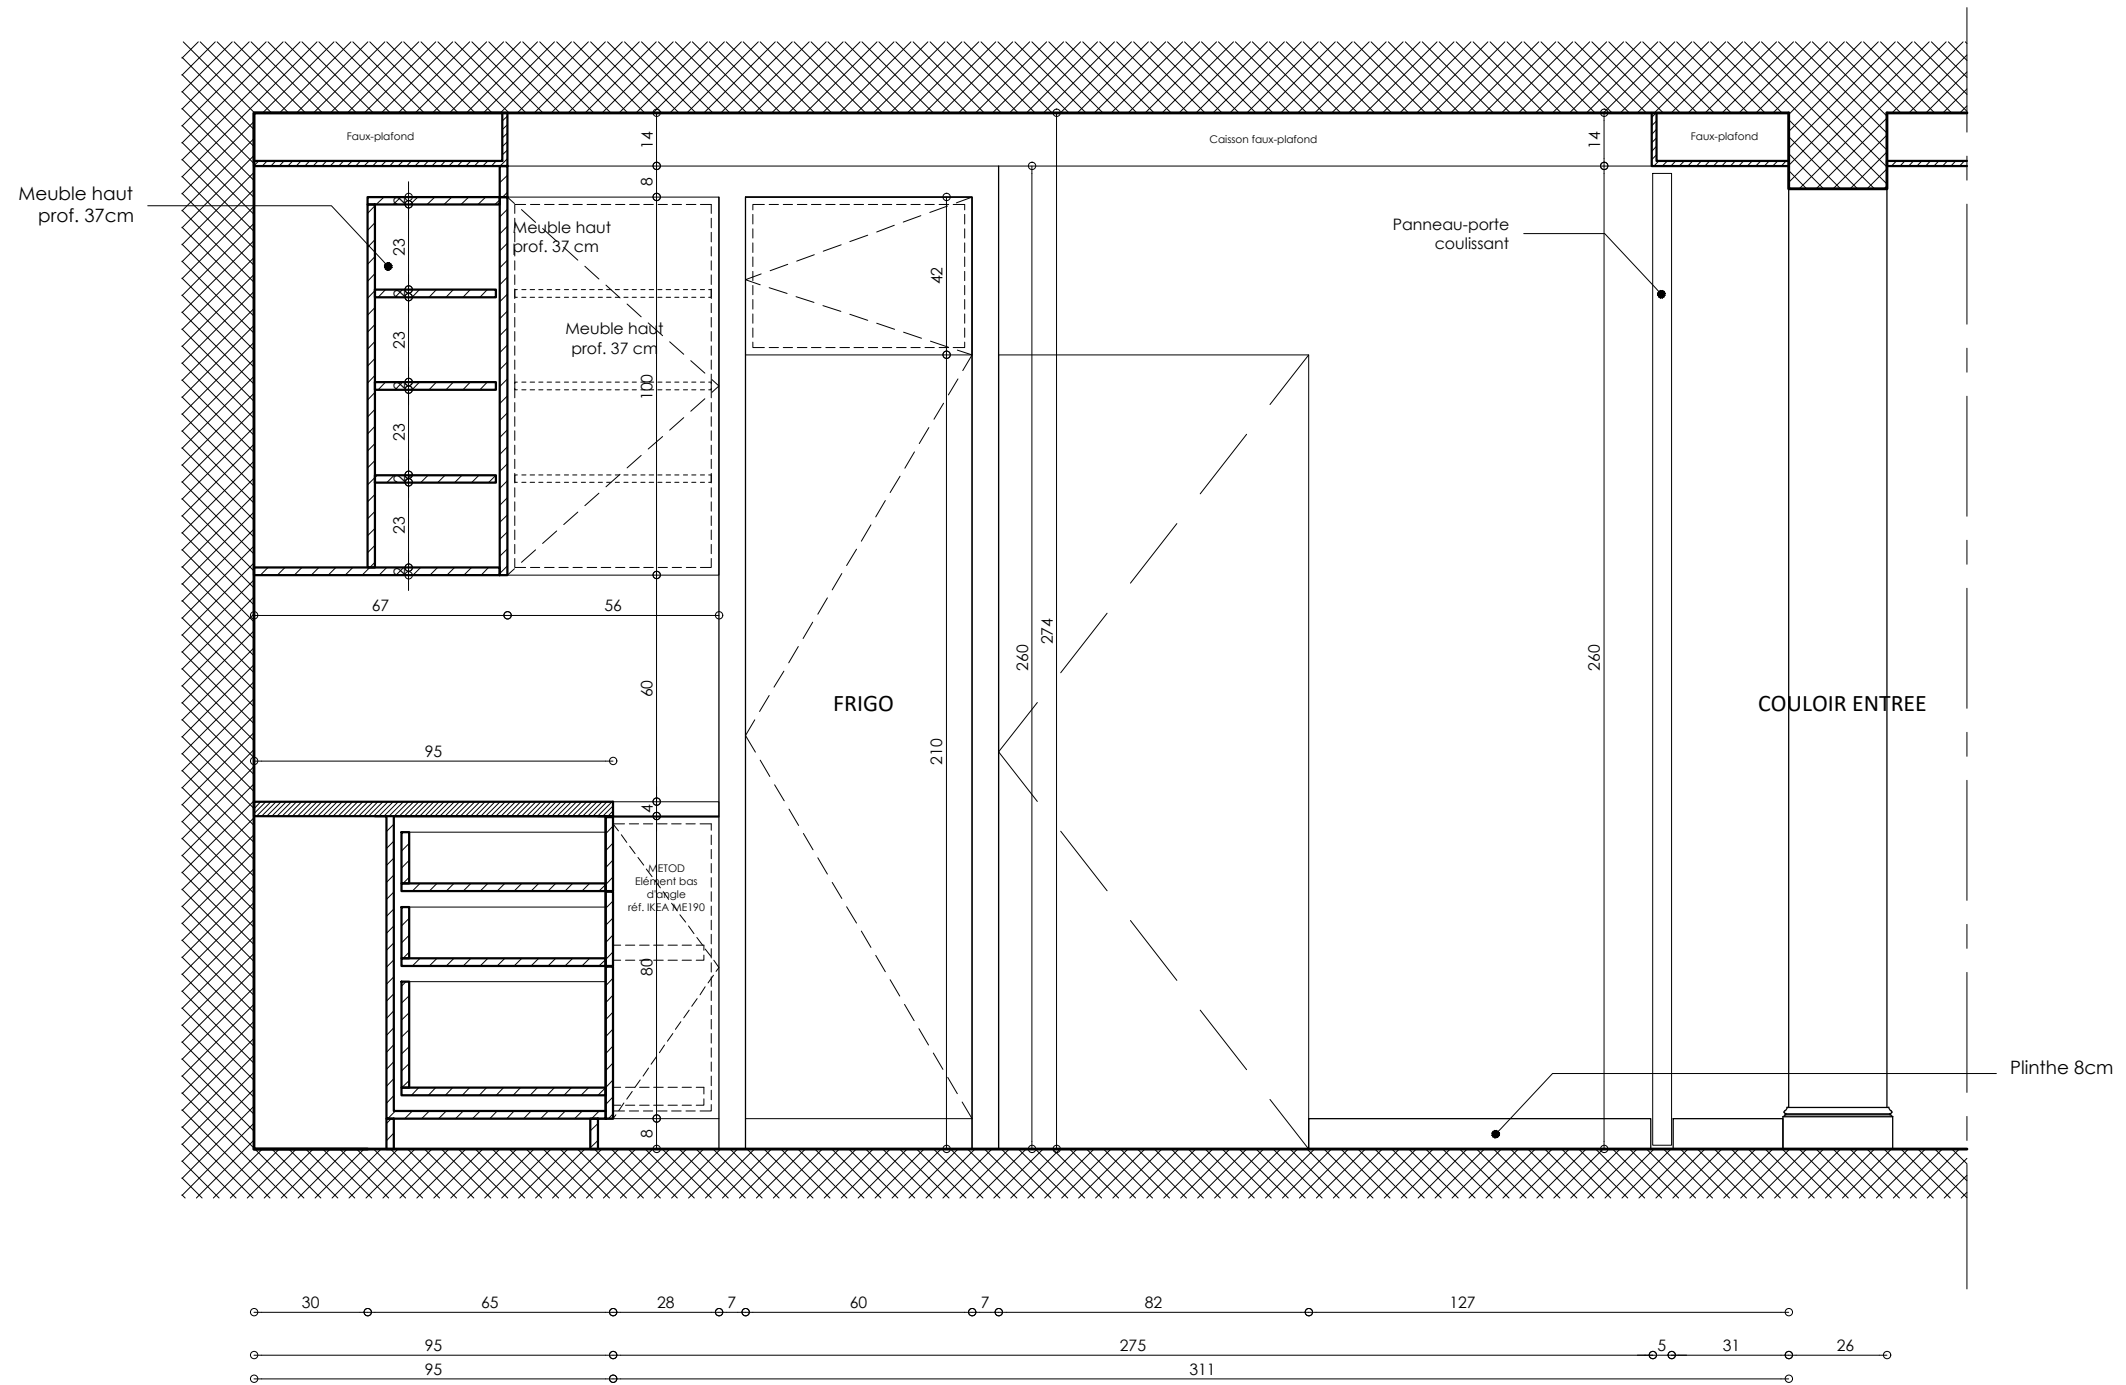 Faux-plafond
14
Caisson faux-plafond
14
Faux-plafond
8
Meuble haut
prof. 37cm
23
Meuble haut
prof. 37 cm
42
Panneau-porte
coulissant
23
Meuble haut
prof. 37 cm
100
23
23
67
56
274
260
260
60
FRIGO
COULOIR ENTREE
95
210
4
METOD
Elément bas
d'angle
réf. IKEA ME190
80
Plinthe 8cm
8
30
65
28
7
60
7
82
127
95
275
5
31
26
95
311